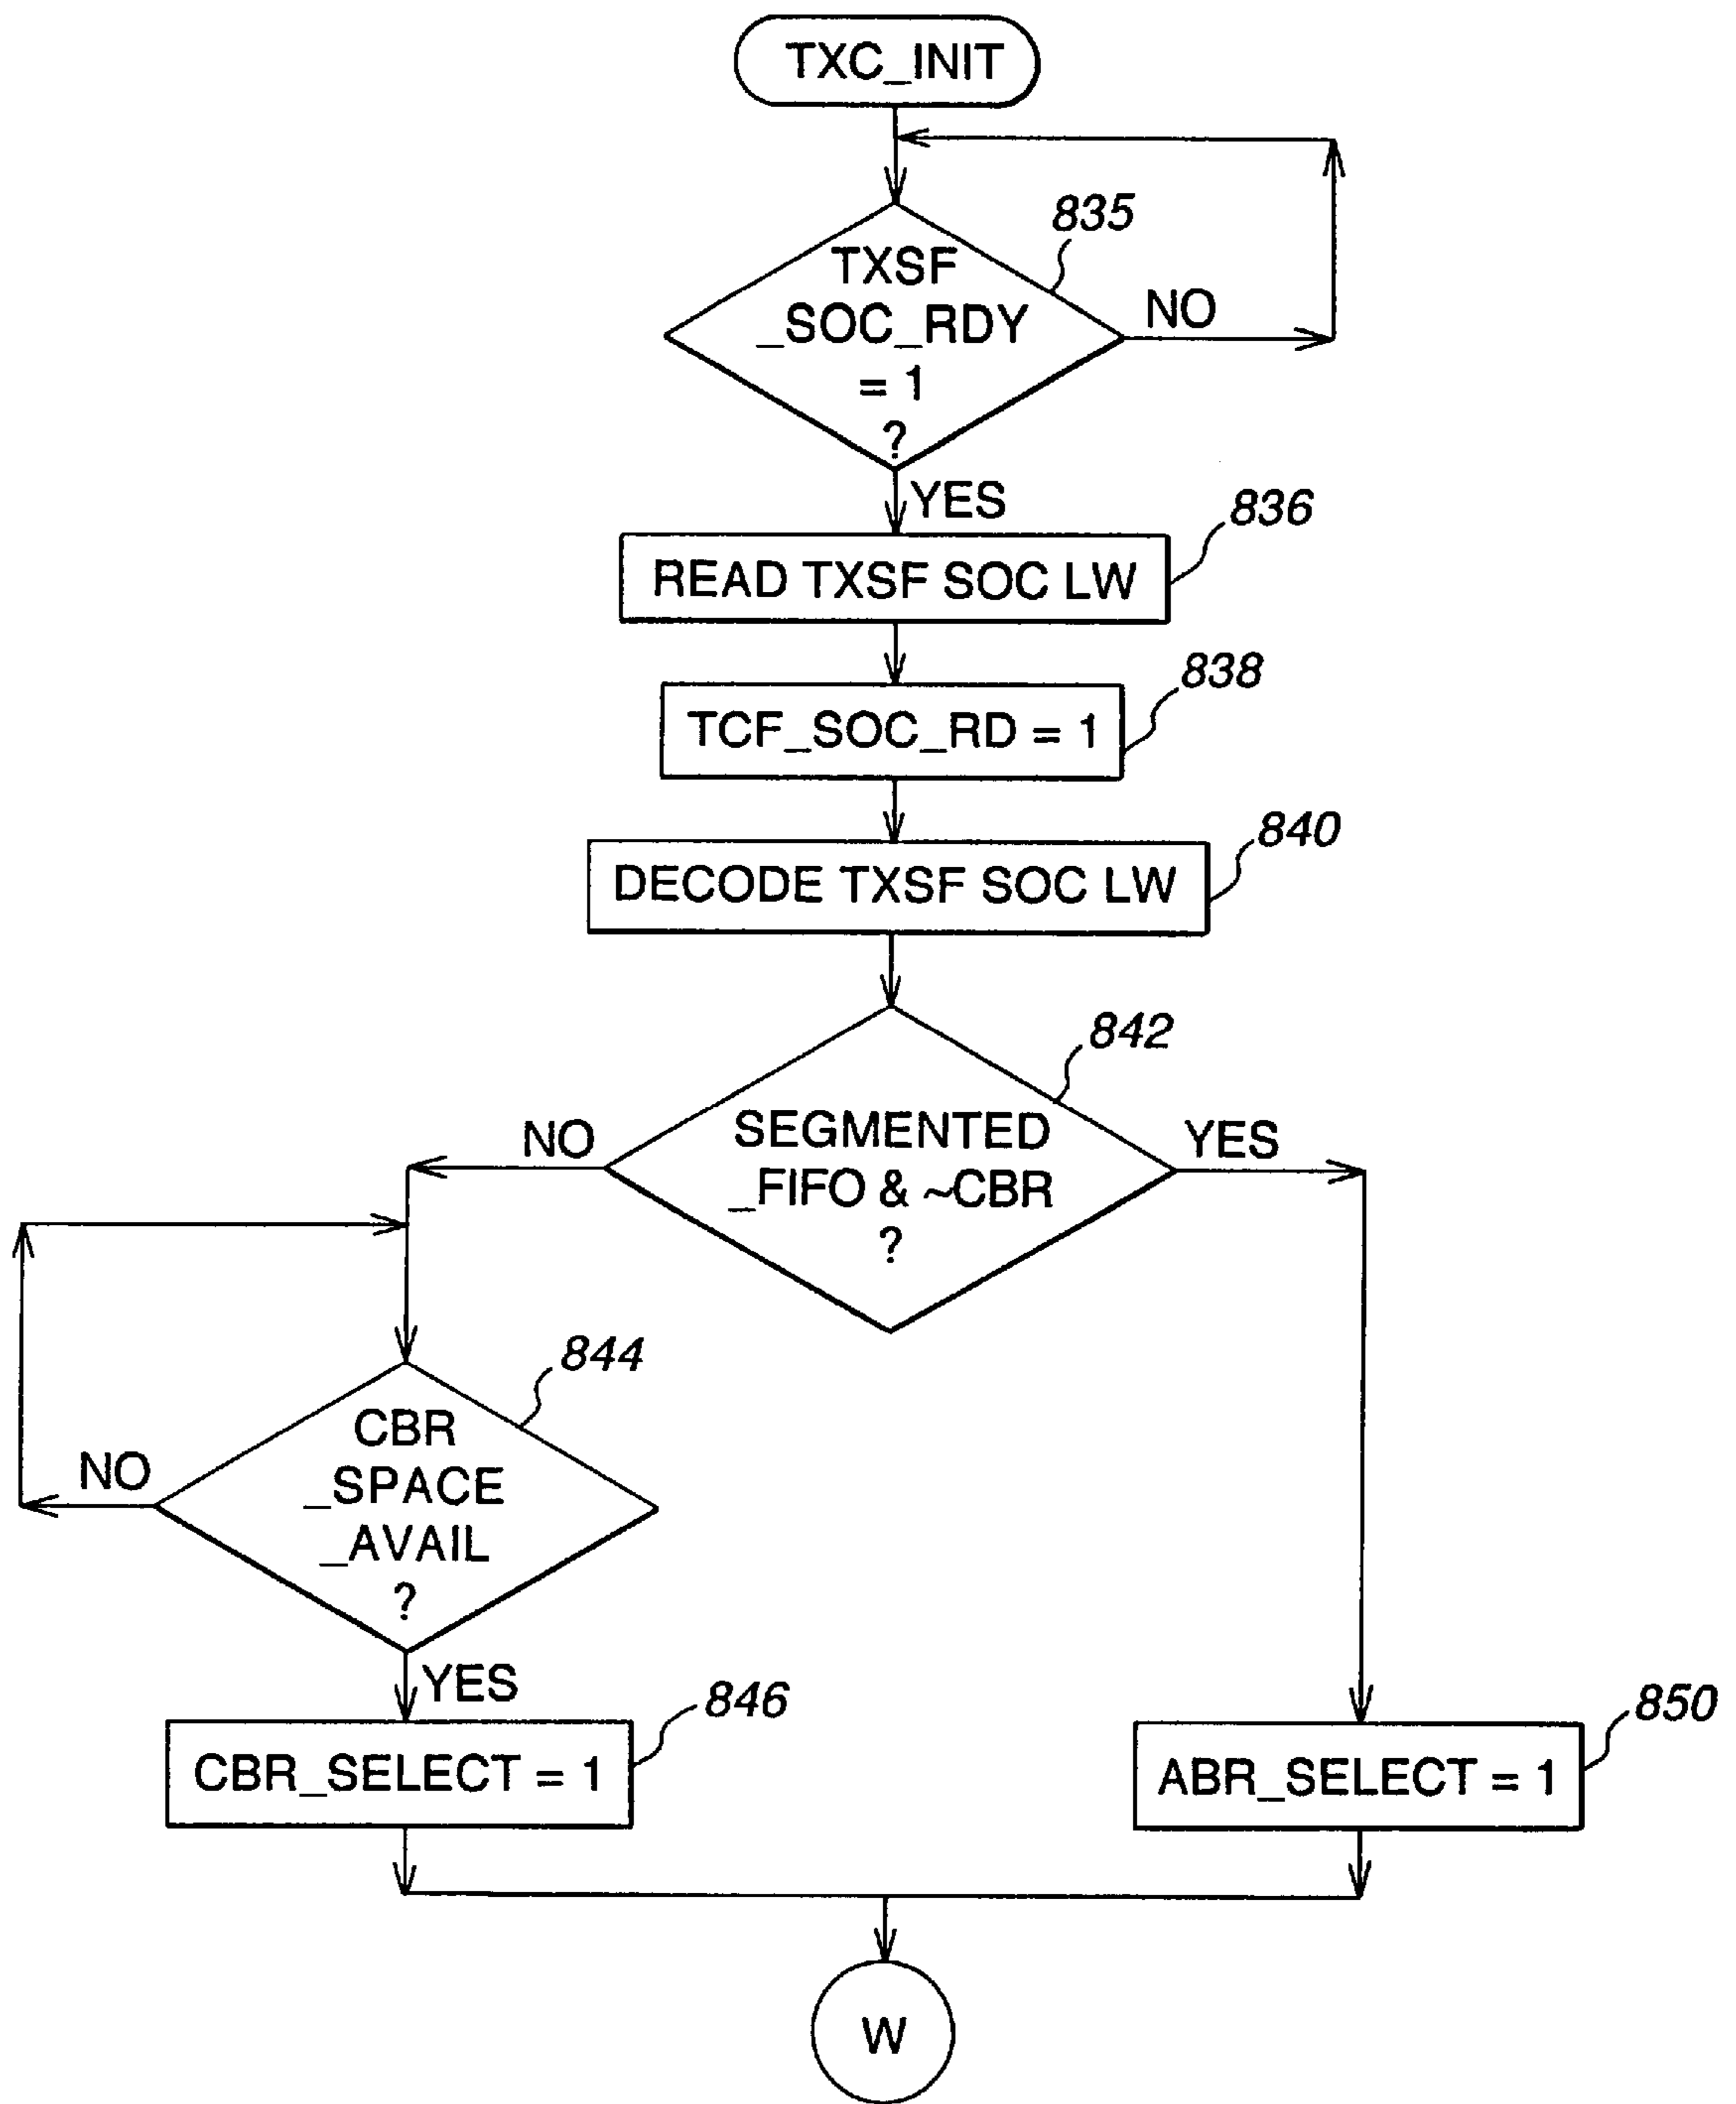 TXC_INIT
835
TXSF
_SOC_RDY
= 1
?
NO
YES
836
READ TXSF SOC LW
838
TCF_SOC_RD = 1
840
DECODE TXSF SOC LW
842
SEGMENTED
_FIFO & ~CBR
?
NO
YES
844
CBR
_SPACE
_AVAIL
?
NO
YES
846
CBR_SELECT = 1
850
ABR_SELECT = 1
W